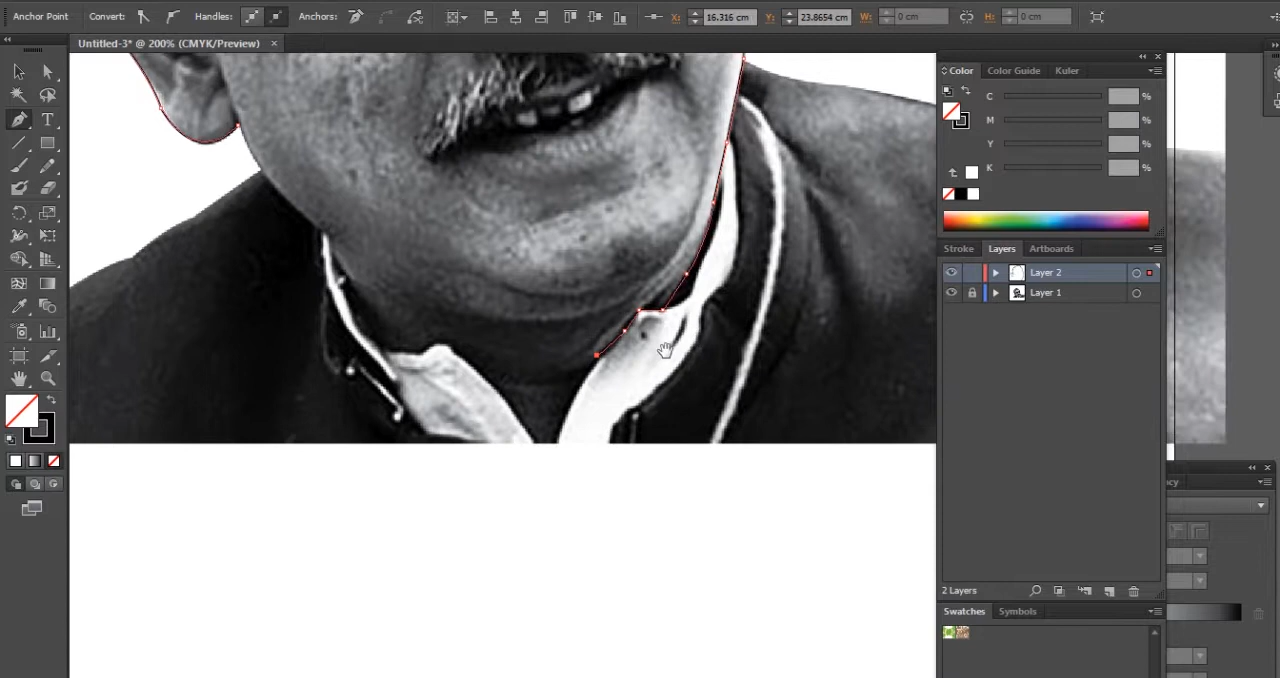 Anchor Point Convert: Handles: Anchors: X: 16.316 cm Y: 23.8654 cm W: 0 cm H: 0 cm
Untitled-3* @ 200% (CMYK/Preview) ×
Color Color Guide Kuler
C %
M %
Y %
K %
Stroke Layers Artboards
Layer 2
Layer 1
2 Layers
Swatches Symbols